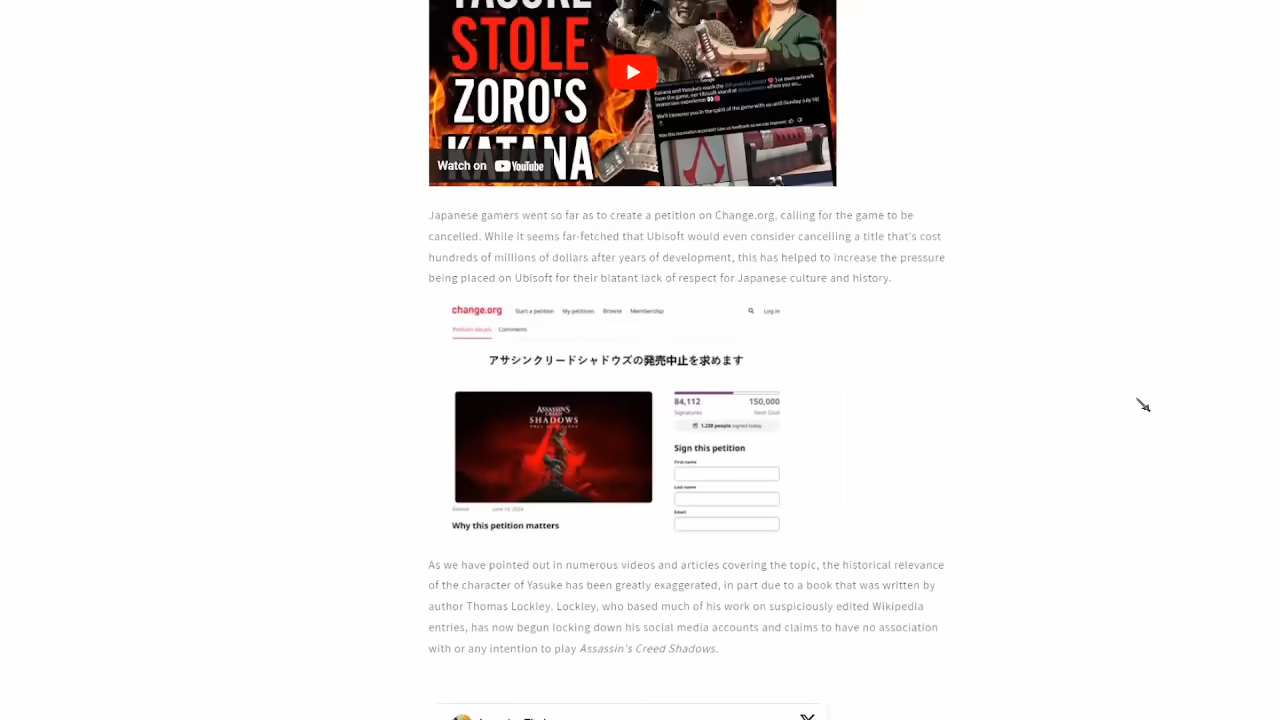 YASUKE
STOLE
ZORO'S
KATANA
Watch on YouTube
Japanese gamers went so far as to create a petition on Change.org, calling for the game to be
cancelled. While it seems far-fetched that Ubisoft would even consider cancelling a title that's cost
hundreds of millions of dollars after years of development, this has helped to increase the pressure
being placed on Ubisoft for their blatant lack of respect for Japanese culture and history.
change.org Start a petition My petitions Browse Membership Log in
Petition details Comments
アサシンクリードシャドウズの発売中止を求めます
ASSASSIN'S
CREED
SHADOWS
84,112 150,000
Signatures Next Goal
1,238 people signed today
Sign this petition
First name
Last name
Email
Started June 19, 2024
Why this petition matters
As we have pointed out in numerous videos and articles covering the topic, the historical relevance
of the character of Yasuke has been greatly exaggerated, in part due to a book that was written by
author Thomas Lockley. Lockley, who based much of his work on suspiciously edited Wikipedia
entries, has now begun locking down his social media accounts and claims to have no association
with or any intention to play Assassin's Creed Shadows.